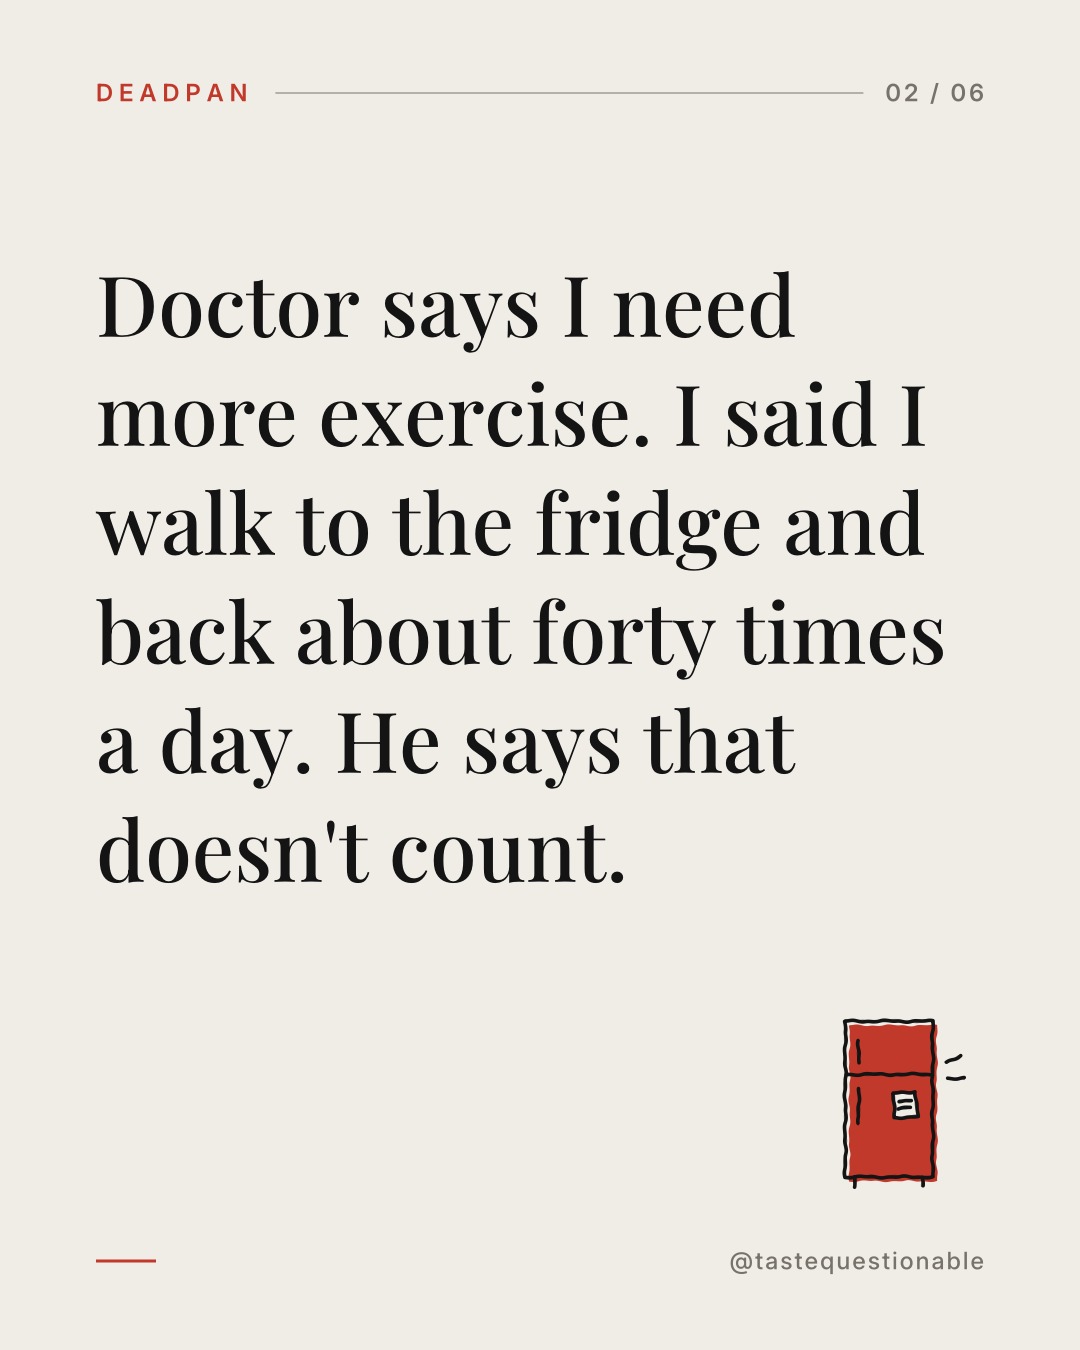 DEADPAN 02 / 06
Doctor says I need
more exercise. I said I
walk to the fridge and
back about forty times
a day. He says that
doesn't count.
@tastequestionable